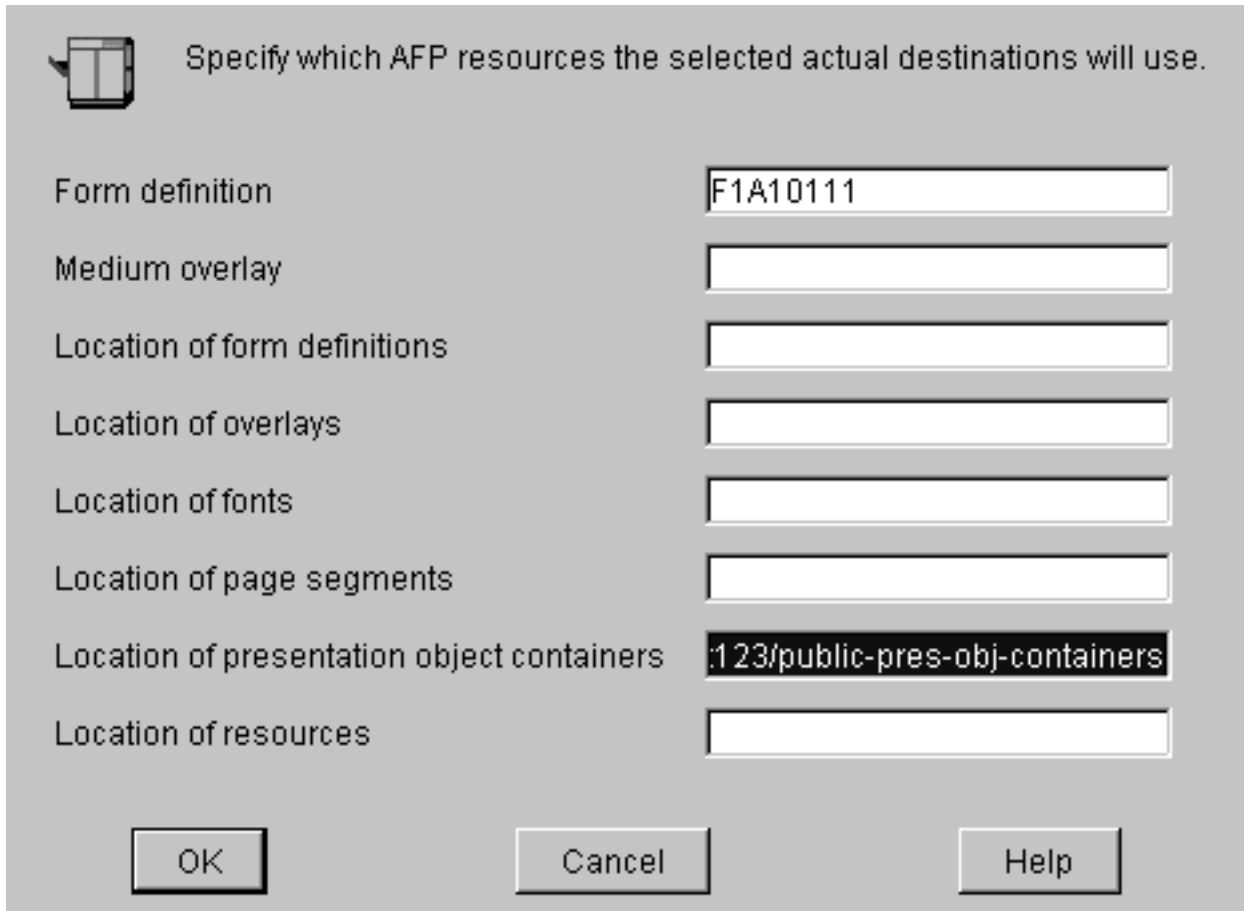 Specify which AFP resources the selected actual destinations will use.
Form definition F1A10111
Medium overlay
Location of form definitions
Location of overlays
Location of fonts
Location of page segments
Location of presentation object containers :123/public-pres-obj-containers
Location of resources
OK Cancel Help